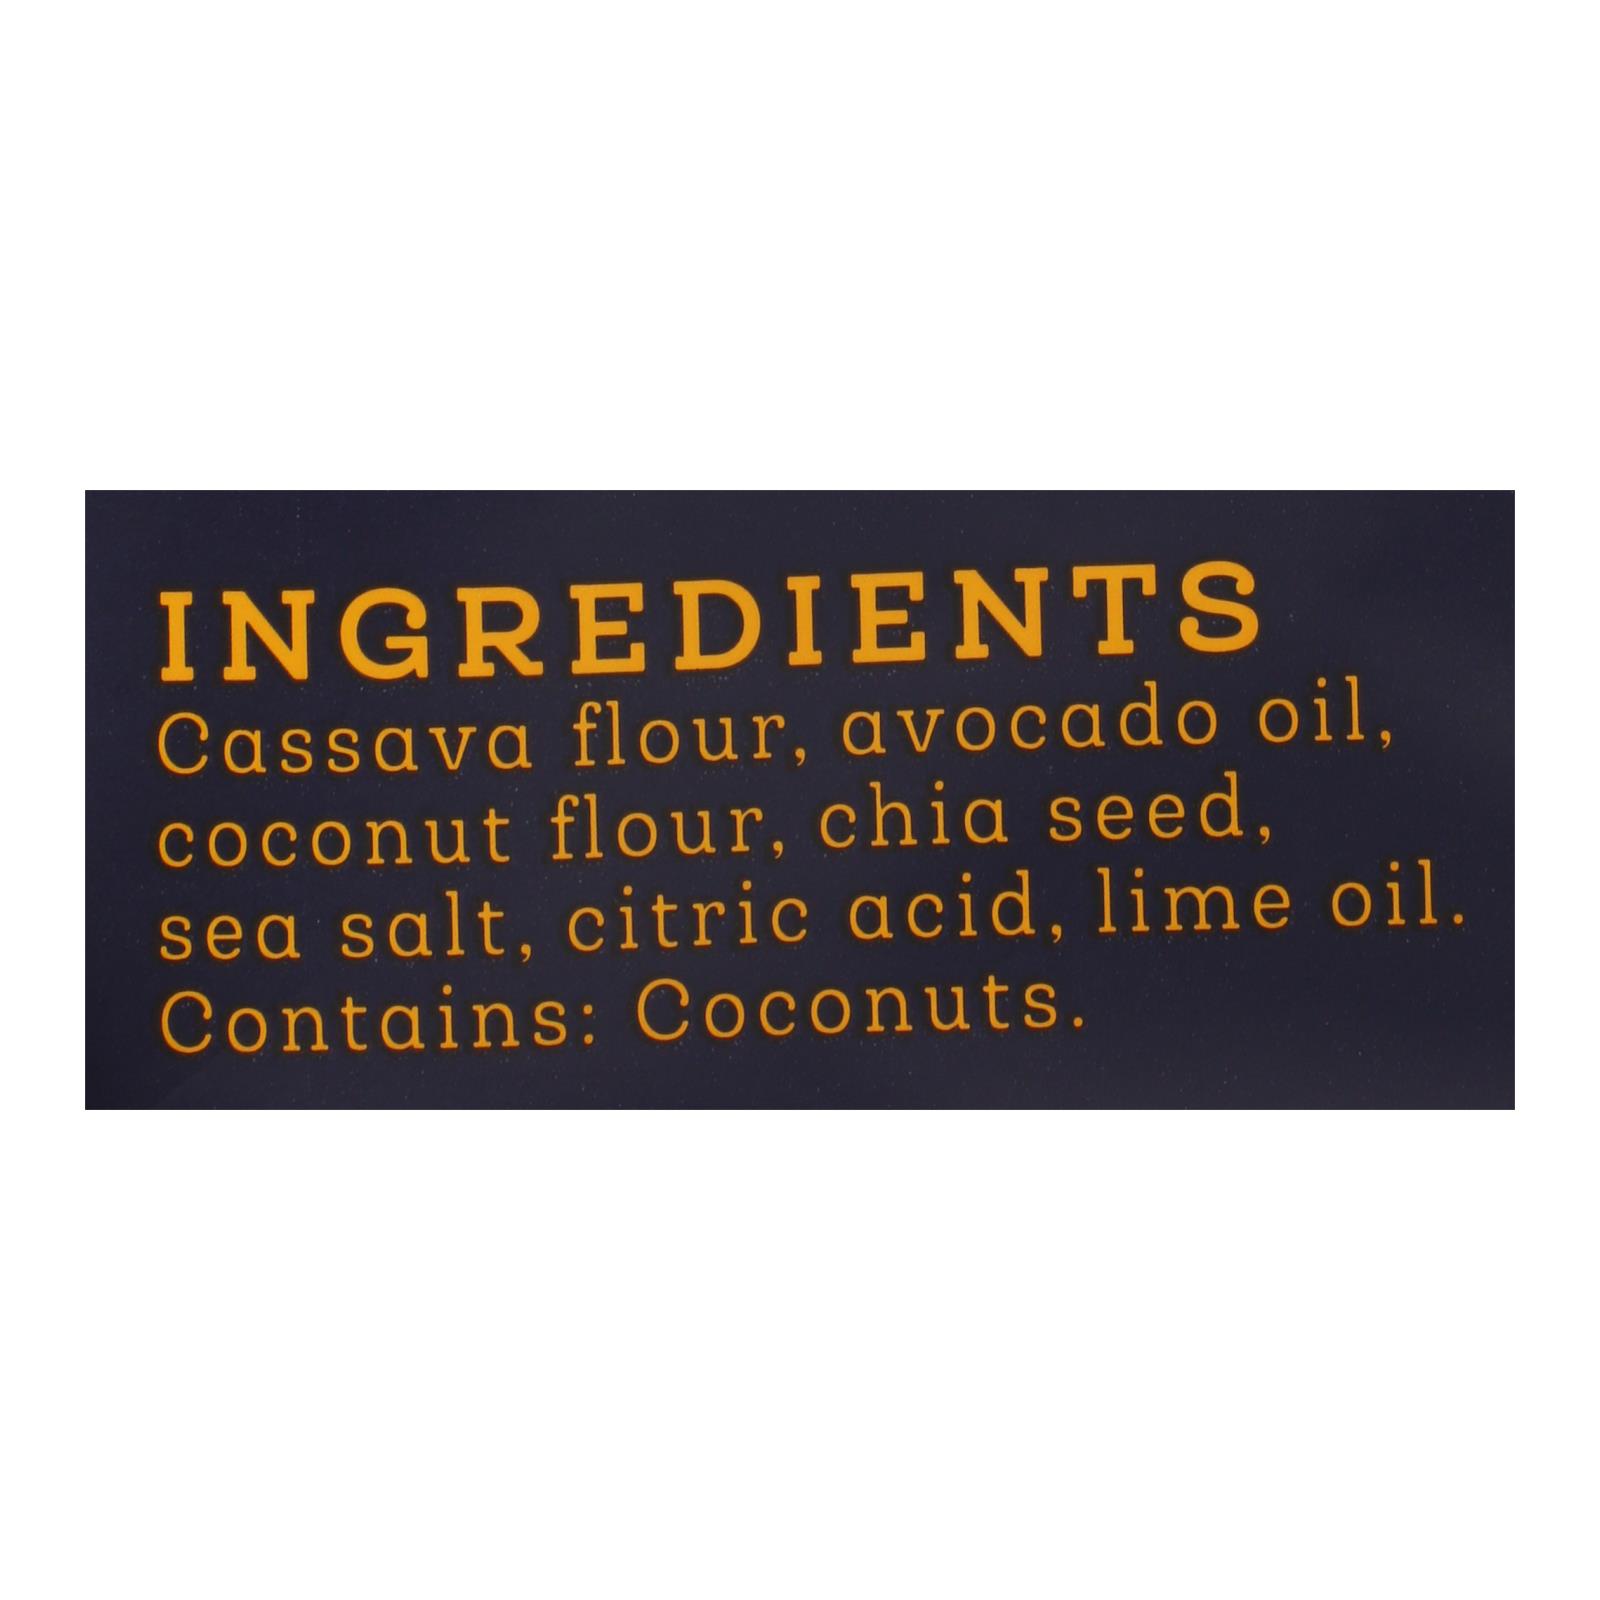 INGREDIENTS
Cassava flour, avocado oil,
coconut flour, chia seed,
sea salt, citric acid, lime oil.
Contains: Coconuts.